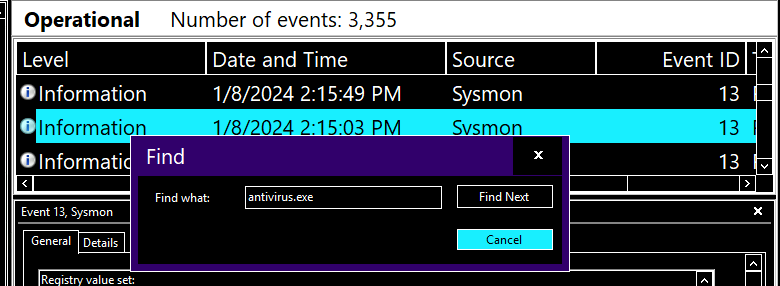 Operational Number of events: 3,355
Level Date and Time Source Event ID
Information 1/8/2024 2:15:49 PM Sysmon 13
Information 1/8/2024 2:15:03 PM Sysmon 13
Informatio 13
Find x
Find what: antivirus.exe Find Next
Cancel
Event 13, Sysmon
General Details
Registry value set: